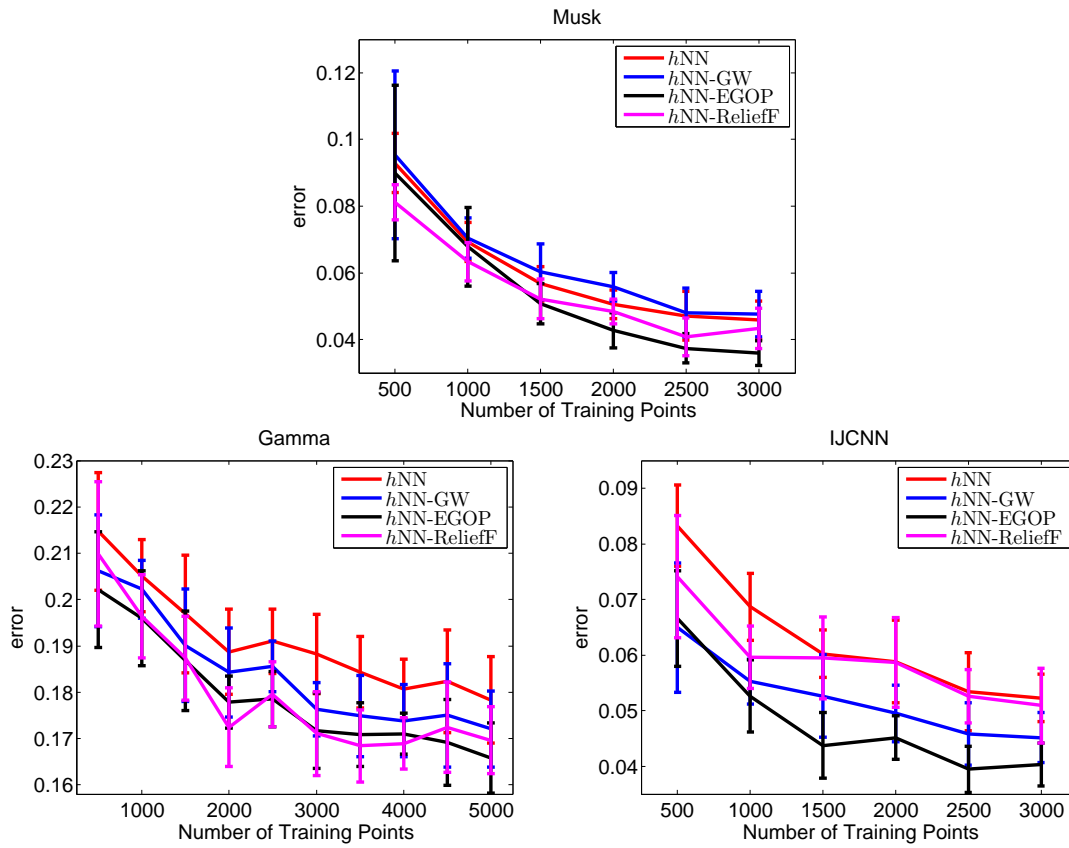 Musk
0.12
0.1
0.08
0.06
0.04
error
500 1000 1500 2000 2500 3000
Number of Training Points
hNN
hNN-GW
hNN-EGOP
hNN-ReliefF
Gamma
0.23
0.22
0.21
0.2
0.19
0.18
0.17
0.16
error
1000 2000 3000 4000 5000
Number of Training Points
hNN
hNN-GW
hNN-EGOP
hNN-ReliefF
IJCNN
0.09
0.08
0.07
0.06
0.05
0.04
error
500 1000 1500 2000 2500 3000
Number of Training Points
hNN
hNN-GW
hNN-EGOP
hNN-ReliefF